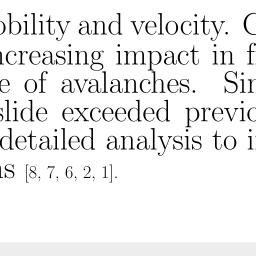 obility and velocity. G
ncreasing impact in f
e of avalanches. Sin
slide exceeded previo
detailed analysis to i
ns [8, 7, 6, 2, 1].